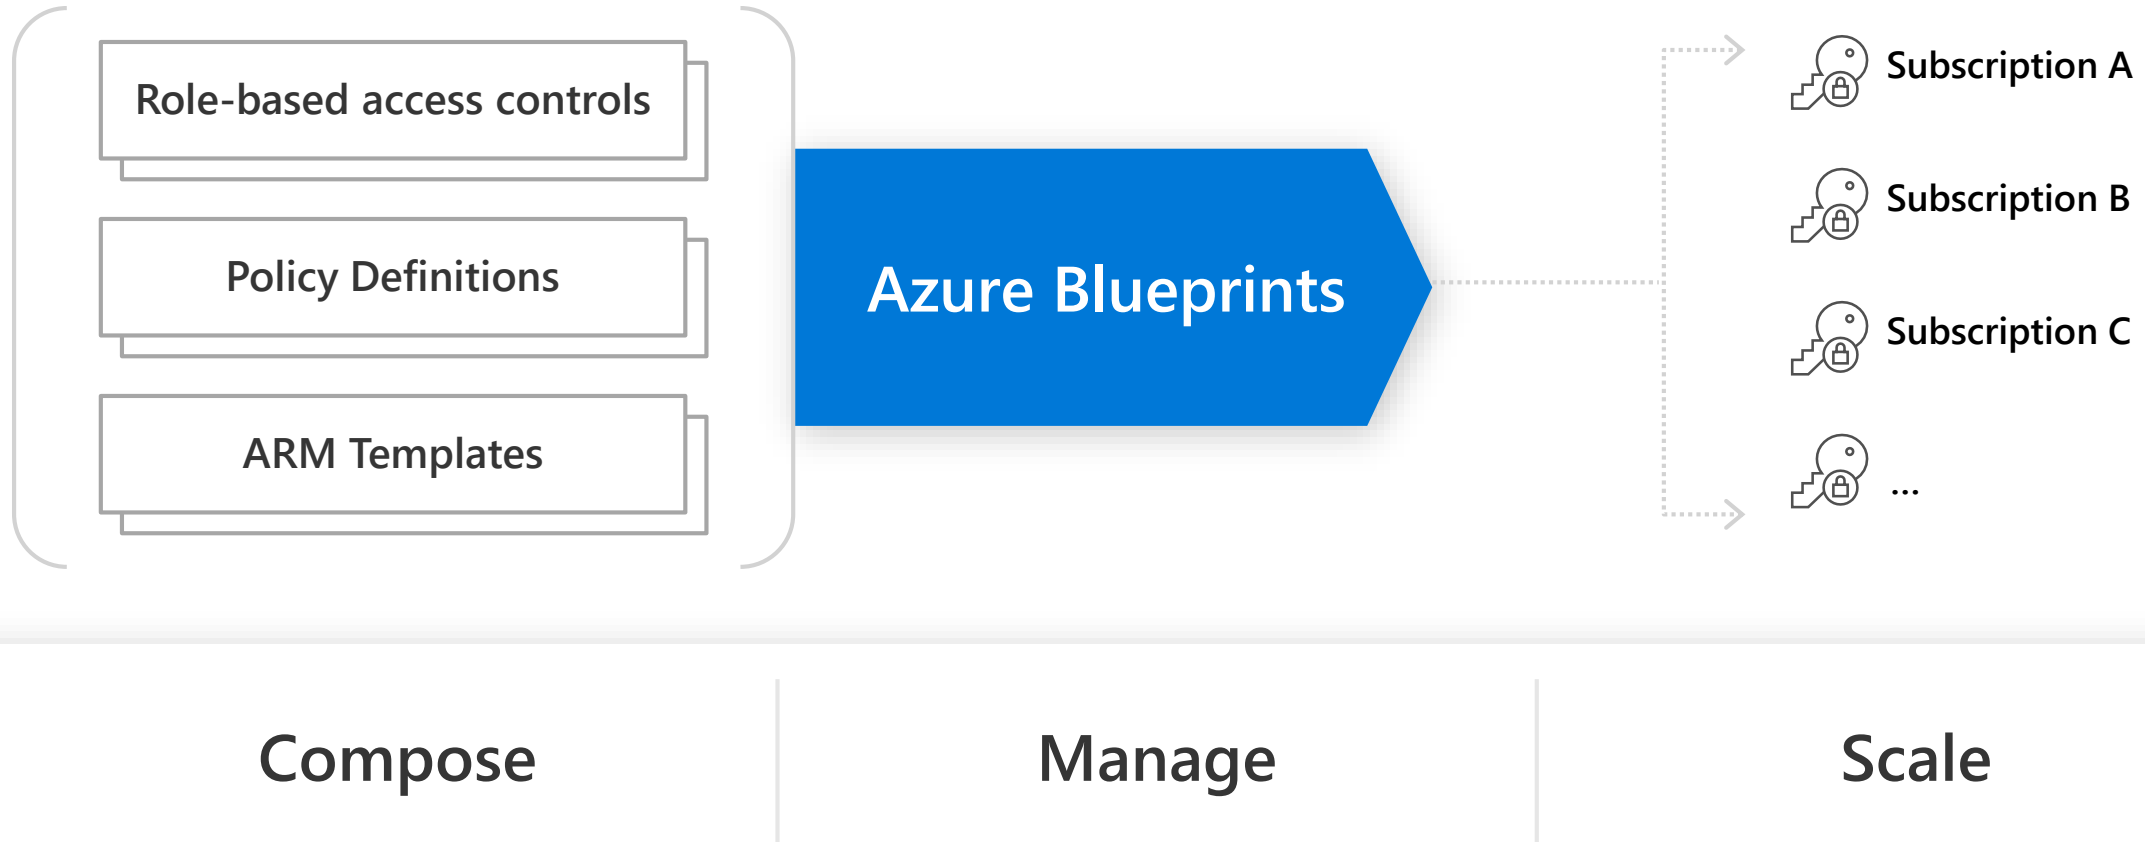 Role-based access controls
Policy Definitions
ARM Templates
Azure Blueprints
Subscription A
Subscription B
Subscription C
...
Compose
Manage
Scale